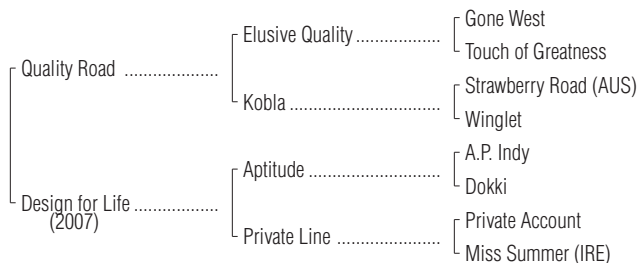 Gone West
Elusive Quality ...................
Touch of Greatness
Quality Road ....................
Strawberry Road (AUS)
Kobla ..................................
Winglet
A.P. Indy
Aptitude .............................
Dokki
Design for Life ..................
(2007)
Private Account
Private Line .......................
Miss Summer (IRE)